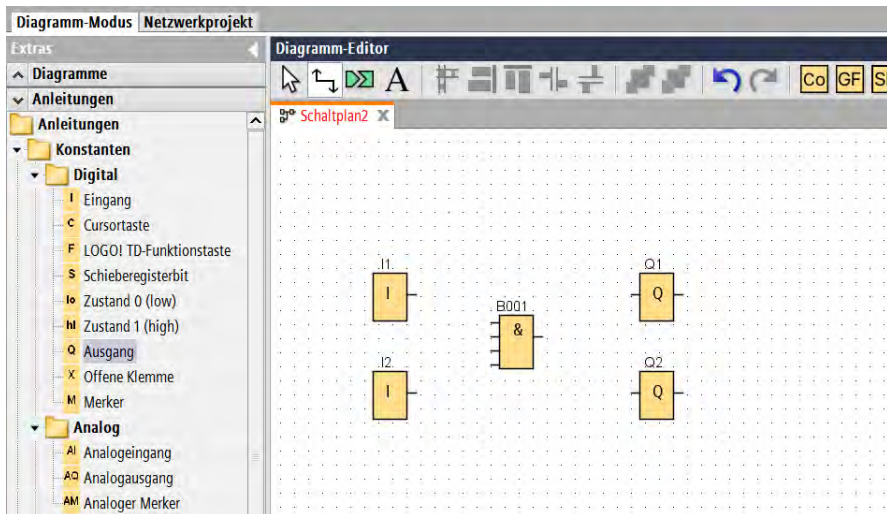 Diagramm-Modus Netzwerkprojekt
Extras
Diagramme
Anleitungen
Anleitungen
Konstanten
Digital
I Eingang
C Cursortaste
F LOGO! TD-Funktionstaste
S Schieberegisterbit
lo Zustand 0 (low)
hI Zustand 1 (high)
Q Ausgang
X Offene Klemme
M Merker
Analog
AI Analogeingang
AQ Analogausgang
AM Analoger Merker
Diagramm-Editor
A Co GF
Schaltplan2 X
I1
I
I2
I
B001
&
Q1
Q
Q2
Q